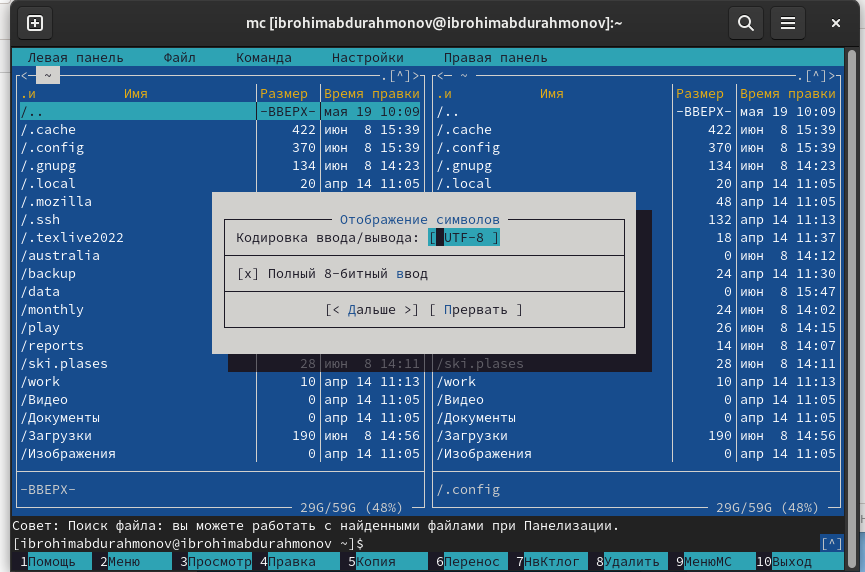 mc [ibrohimabdurahmonov@ibrohimabdurahmonov]:~
Левая панель Файл Команда Настройки Правая панель
<─ ~ .[^]> <─ ~ .[^]>
.и Имя Размер Время правки .и Имя Размер Время правки
/.. -ВВЕРХ- мая 19 10:09 /.. -ВВЕРХ- мая 19 10:09
/.cache 422 июн 8 15:39 /.cache 422 июн 8 15:39
/.config 370 июн 8 15:39 /.config 370 июн 8 15:39
/.gnupg 134 июн 8 14:23 /.gnupg 134 июн 8 14:23
/.local 20 апр 14 11:05 /.local 20 апр 14 11:05
/.mozilla 48 апр 14 11:05
/.ssh 132 апр 14 11:13
/.texlive2022 18 апр 14 11:37
/australia 0 июн 8 14:12
/backup 24 апр 14 11:30
/data 0 июн 8 15:47
/monthly 24 июн 8 14:02
/play 26 июн 8 14:15
/reports 14 июн 8 14:07
Отображение символов
Кодировка ввода/вывода: [ UTF-8 ]
[x] Полный 8-битный ввод
[< Дальше >] [ Прервать ]
/ski.plases 28 июн 8 14:11 /ski.plases 28 июн 8 14:11
/work 10 апр 14 11:13 /work 10 апр 14 11:13
/Видео 0 апр 14 11:05 /Видео 0 апр 14 11:05
/Документы 0 апр 14 11:05 /Документы 0 апр 14 11:05
/Загрузки 190 июн 8 14:56 /Загрузки 190 июн 8 14:56
/Изображения 0 апр 14 11:05 /Изображения 0 апр 14 11:05
-ВВЕРХ- /.config
29G/59G (48%) 29G/59G (48%)
Совет: Поиск файла: вы можете работать с найденными файлами при Панелизации.
[ibrohimabdurahmonov@ibrohimabdurahmonov ~]$ [^]
1Помощь 2Меню 3Просмотр 4Правка 5Копия 6Перенос 7НвКтлог 8Удалить 9МенюМС 10Выход